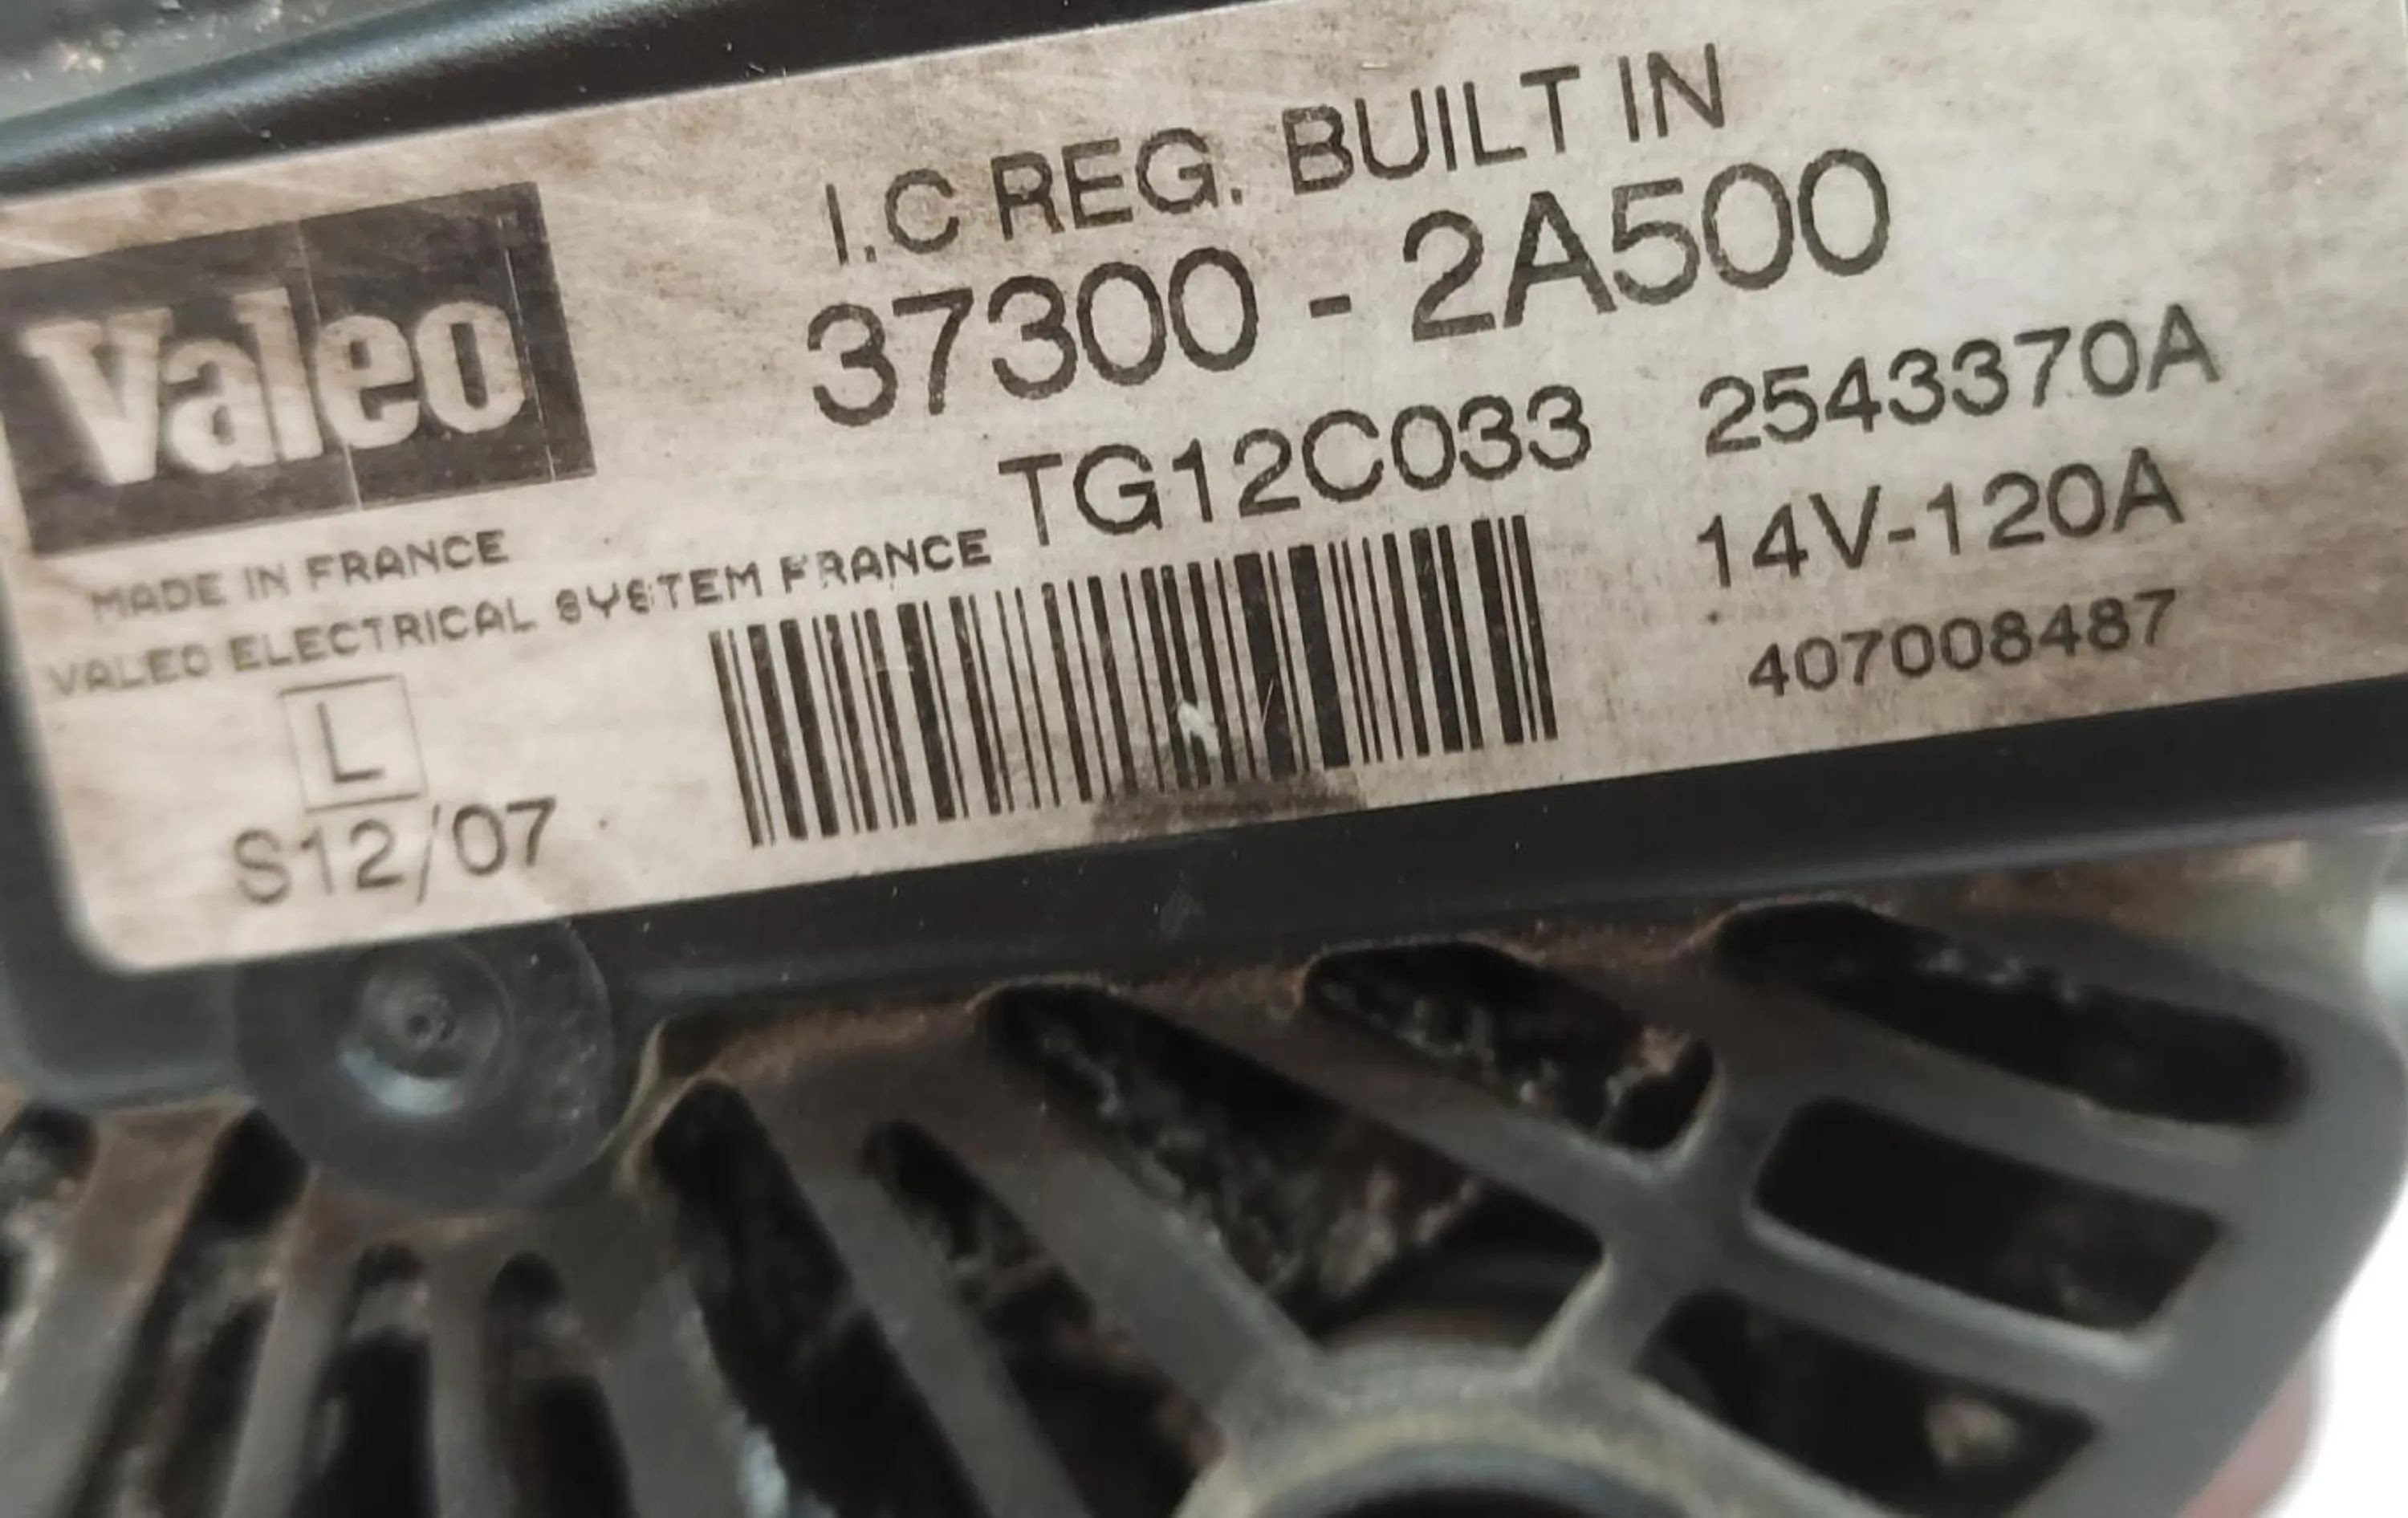 I.C REG. BUILT IN
Valeo
37300 - 2A500
TG12C033 2543370A
MADE IN FRANCE
14V-120A
VALEO ELECTRICAL SYSTEM FRANCE
407008487
L
S12/07